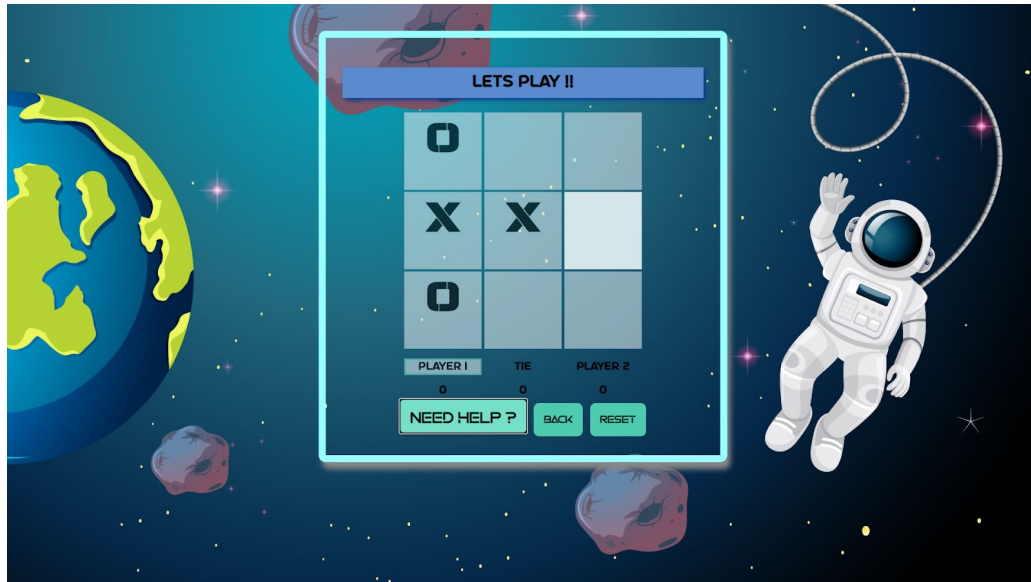 LETS PLAY !!
O
X X
O
PLAYER 1 TIE PLAYER 2
0 0 0
NEED HELP ? BACK RESET